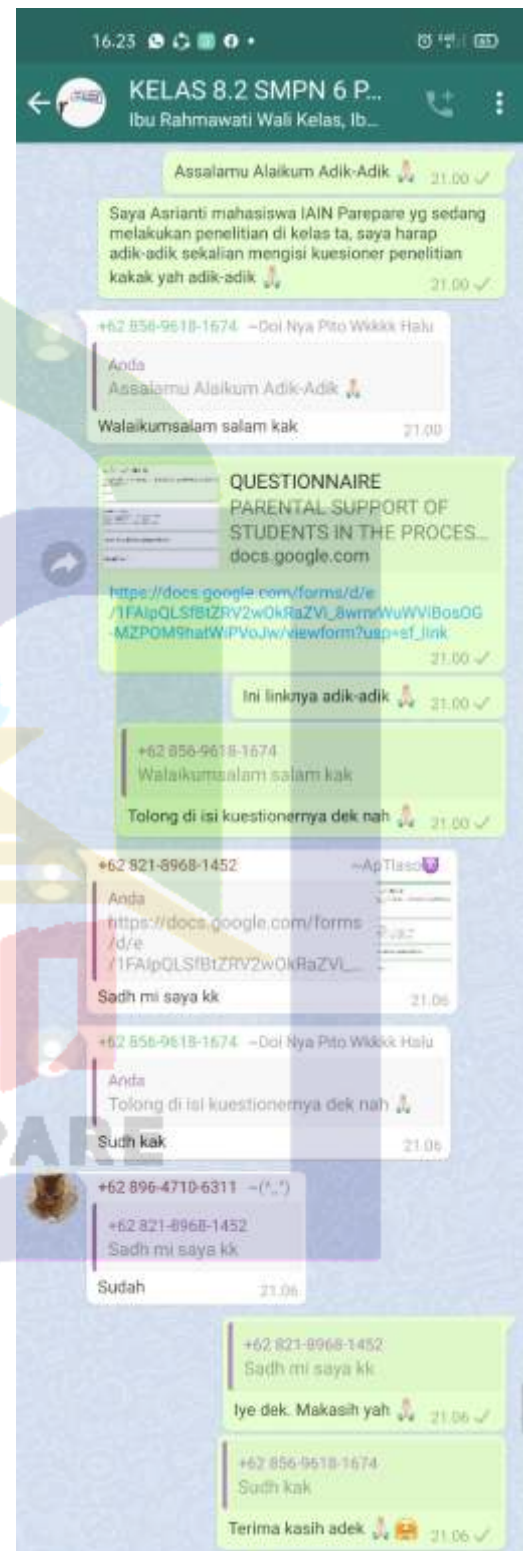 16.23
65
KELAS 8.2 SMPN 6 P...
Ibu Rahmawati Wali Kelas, Ib...
Assalamu Alaikum Adik-Adik 🙏 21.00
Saya Asrianti mahasiswa IAIN Parepare yg sedang
melakukan penelitian di kelas ta, saya harap
adik-adik sekalian mengisi kuesioner penelitian
kakak yah adik-adik 🙏 21.00
+62 856-9618-1674 ~Doi Nya Pito Wkkkk Halu
Anda
Assalamu Alaikum Adik-Adik 🙏
Walaikumsalam salam kak 21.00
QUESTIONNAIRE
PARENTAL SUPPORT OF
STUDENTS IN THE PROCES...
docs.google.com
https://docs.google.com/forms/d/e
21.00
Ini linknya adik-adik 🙏 21.00
+62 856-9618-1674
Walaikumsalam salam kak
Tolong di isi kuestionernya dek nah 🙏 21.00
+62 821-8968-1452 ~ApTlaso😈
Anda
https://docs.google.com/forms
/d/e
/1FAIpQLSfBtZRV2wOkRaZVi_...
Sadh mi saya kk 21.06
+62 856-9618-1674 ~Doi Nya Pito Wkkkk Halu
Anda
Tolong di isi kuestionernya dek nah 🙏
Sudh kak 21.06
+62 896-4710-6311
+62 821-8968-1452
Sadh mi saya kk
Sudah 21.06
+62 821-8968-1452
Sadh mi saya kk
Iye dek. Makasih yah 🙏 21.06
+62 856-9618-1674
Sudh kak
Terima kasih adek 🙏🤗 21.06
PARE